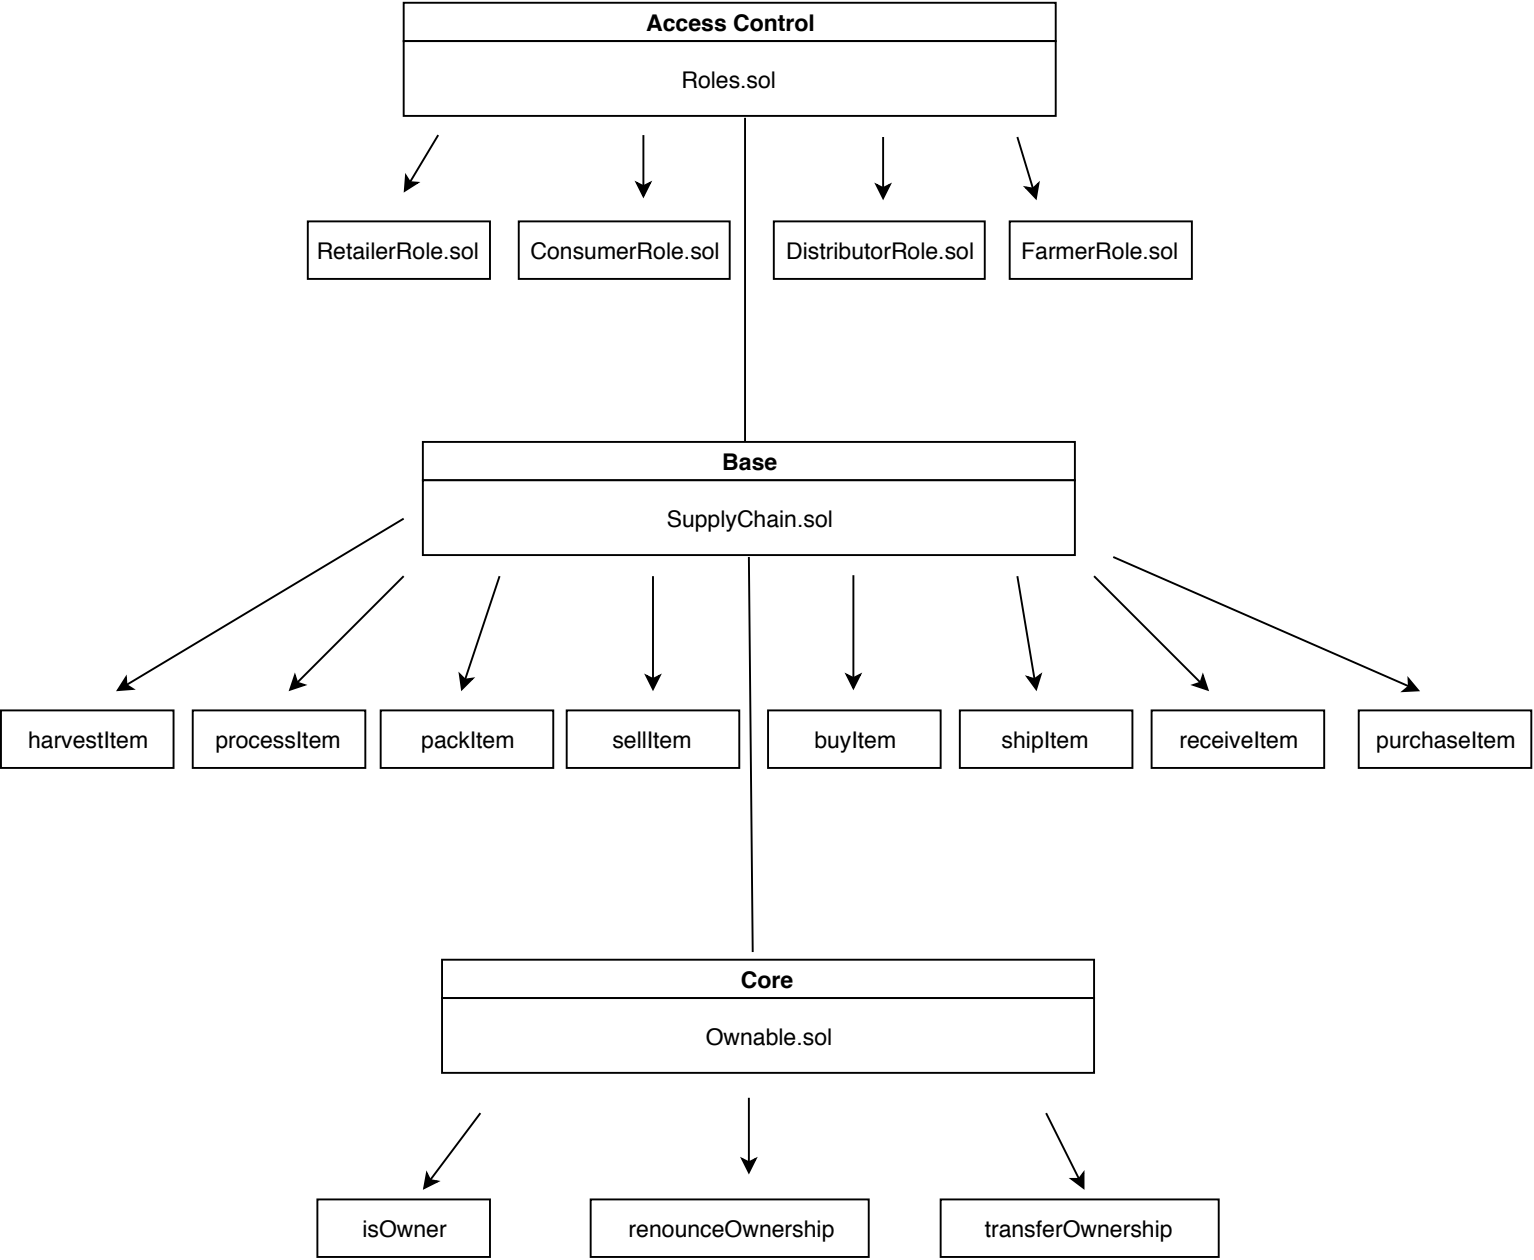 Access Control
Roles.sol
RetailerRole.sol
ConsumerRole.sol
DistributorRole.sol
FarmerRole.sol
Base
SupplyChain.sol
harvestItem
processItem
packItem
sellItem
buyItem
shipItem
receiveItem
purchaseItem
Core
Ownable.sol
isOwner
renounceOwnership
transferOwnership